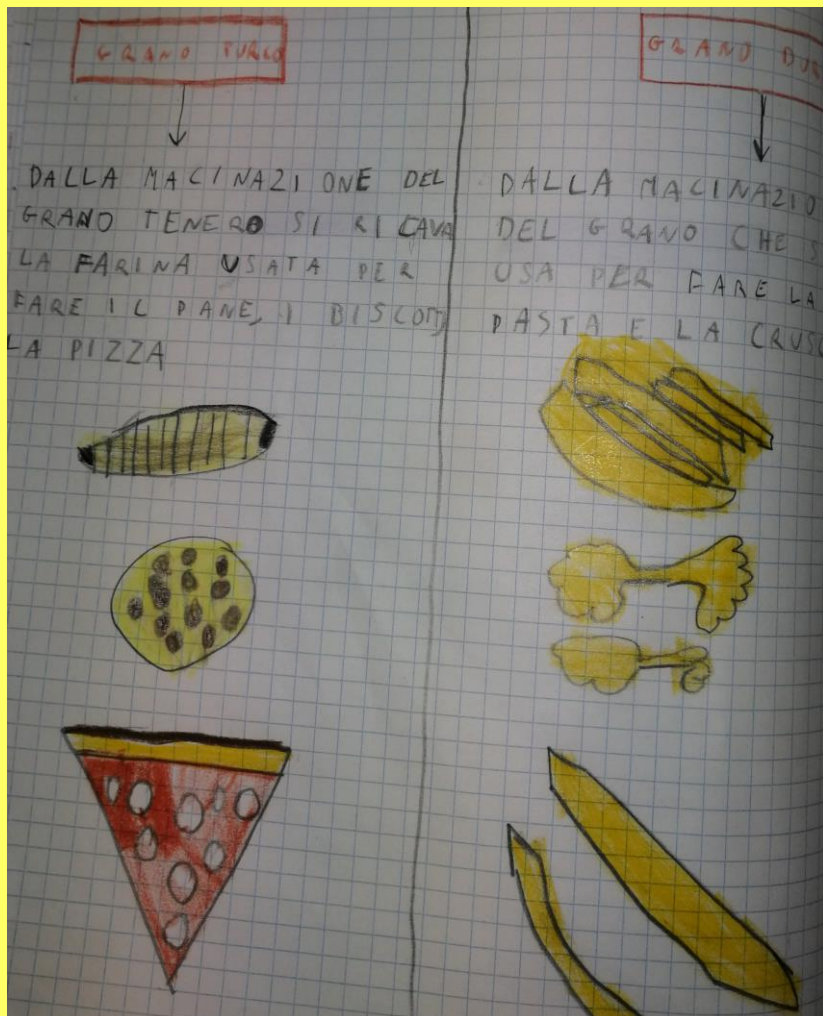 GRANO TURCO
DALLA MACINAZIONE DEL
GRANO TENERO SI RICAVA
LA FARINA USATA PER
FARE IL PANE, I BISCOTTI
LA PIZZA
GRANO DUR
DALLA MACINAZIO
DEL GRANO CHE S
USA PER FARE LA
PASTA E LA CRUSC